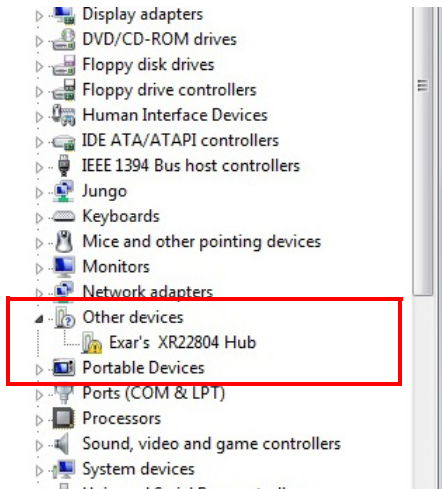 Display adapters
DVD/CD-ROM drives
Floppy disk drives
Floppy drive controllers
Human Interface Devices
IDE ATA/ATAPI controllers
IEEE 1394 Bus host controllers
Jungo
Keyboards
Mice and other pointing devices
Monitors
Network adapters
Other devices
Exar's XR22804 Hub
Portable Devices
Ports (COM & LPT)
Processors
Sound, video and game controllers
System devices